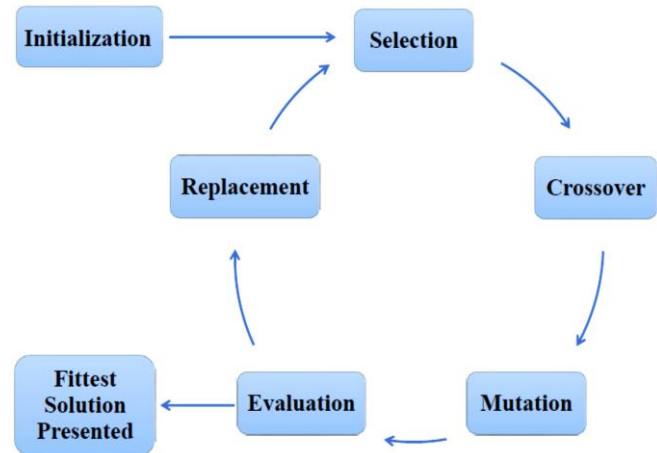 Initialization
Selection
Replacement
Crossover
Fittest
Solution
Presented
Evaluation
Mutation